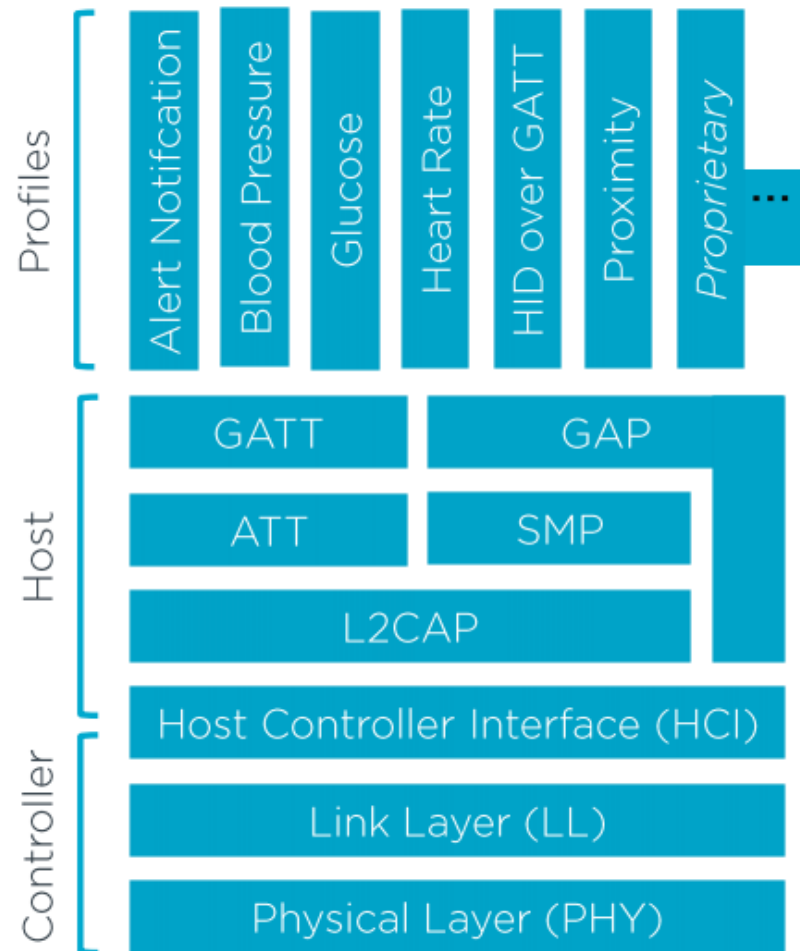 Profiles
Alert Notifcation
Blood Pressure
Glucose
Heart Rate
HID over GATT
Proximity
Proprietary
...
Host
GATT
GAP
ATT
SMP
L2CAP
Host Controller Interface (HCI)
Controller
Link Layer (LL)
Physical Layer (PHY)